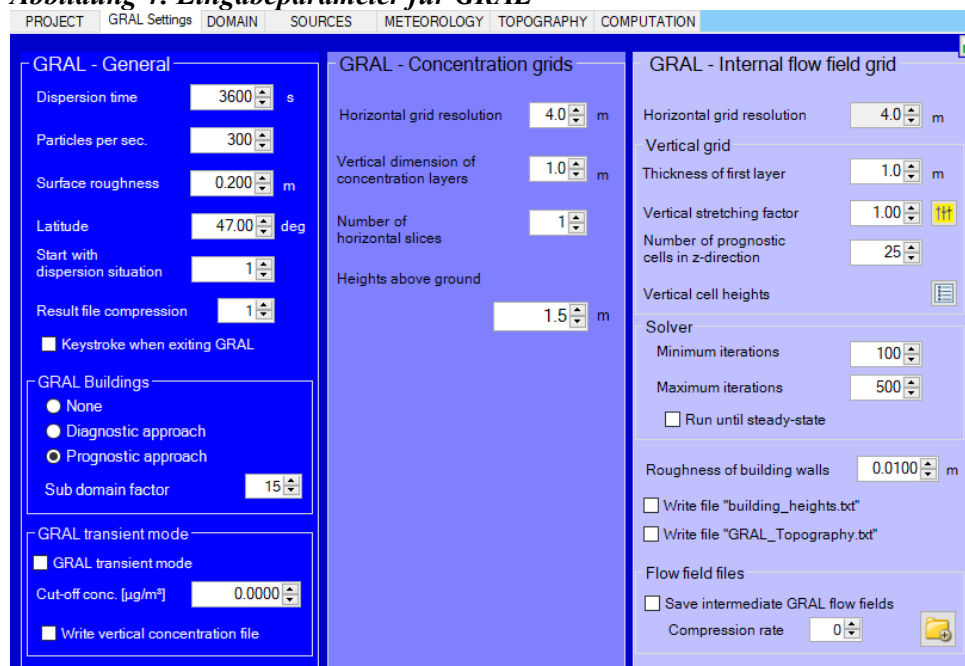 Abbildung 4: Eingabeparameter für GRAL
PROJECT GRAL Settings DOMAIN SOURCES METEOROLOGY TOPOGRAPHY COMPUTATION
GRAL - General
Dispersion time 3600 s
Particles per sec. 300
Surface roughness 0.200 m
Latitude 47.00 deg
Start with
dispersion situation 1
Result file compression 1
Keystroke when exiting GRAL
GRAL Buildings
None
Diagnostic approach
Prognostic approach
Sub domain factor 15
GRAL transient mode
GRAL transient mode
Cut-off conc. [µg/m³] 0.0000
Write vertical concentration file
GRAL - Concentration grids
Horizontal grid resolution 4.0 m
Vertical dimension of
concentration layers 1.0 m
Number of
horizontal slices 1
Heights above ground
1.5 m
GRAL - Internal flow field grid
Horizontal grid resolution 4.0 m
Vertical grid
Thickness of first layer 1.0 m
Vertical stretching factor 1.00
Number of prognostic
cells in z-direction 25
Vertical cell heights
Solver
Minimum iterations 100
Maximum iterations 500
Run until steady-state
Roughness of building walls 0.0100 m
Write file "building_heights.txt"
Write file "GRAL_Topography.txt"
Flow field files
Save intermediate GRAL flow fields
Compression rate 0